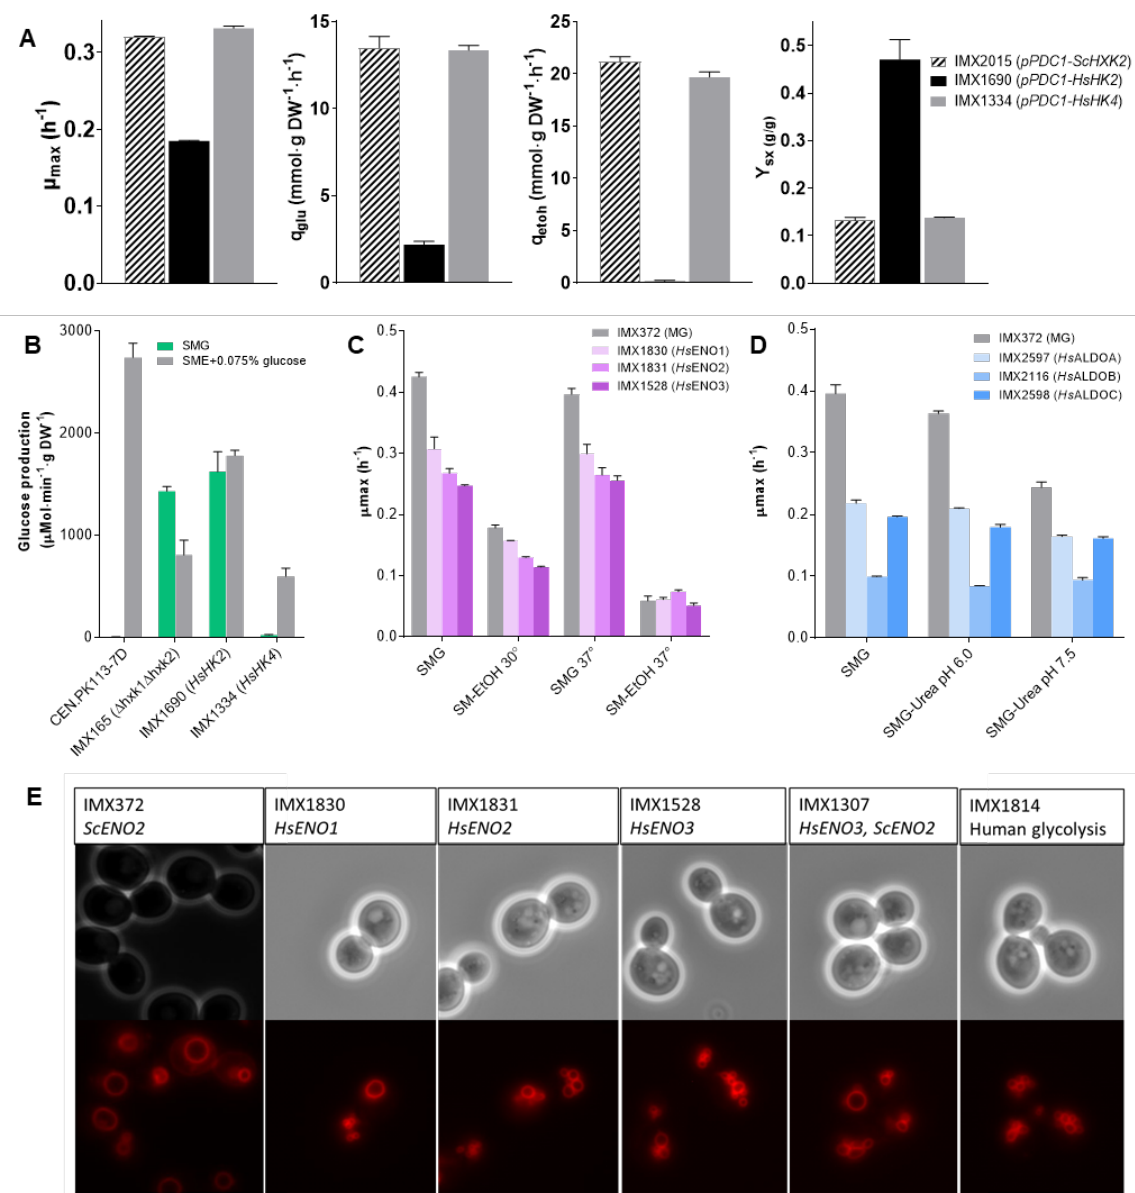 A
μmax (h-1)
0.3
0.2
0.1
0.0
qglu (mmol·g DW-1·h-1)
15
10
5
0
qetoh (mmol·g DW-1·h-1)
25
20
15
10
5
0
Ysx (g/g)
0.5
0.4
0.3
0.2
0.1
0.0
IMX2015 (pPDC1-ScHXK2)
IMX1690 (pPDC1-HsHK2)
IMX1334 (pPDC1-HsHK4)
B
Glucose production
(μMol·min-1·g DW-1)
3000
2000
1000
0
SMG
SME+0.075% glucose
CEN.PK113-7D
IMX165 (Δhxk1Δhxk2)
IMX1690 (HsHK2)
IMX1334 (HsHK4)
C
μmax (h-1)
0.5
0.4
0.3
0.2
0.1
0.0
IMX372 (MG)
IMX1830 (HsENO1)
IMX1831 (HsENO2)
IMX1528 (HsENO3)
SMG
SM-EtOH 30°
SMG 37°
SM-EtOH 37°
D
μmax (h-1)
0.5
0.4
0.3
0.2
0.1
0.0
IMX372 (MG)
IMX2597 (HsALDOA)
IMX2116 (HsALDOB)
IMX2598 (HsALDOC)
SMG
SMG-Urea pH 6.0
SMG-Urea pH 7.5
E
IMX372
ScENO2
IMX1830
HsENO1
IMX1831
HsENO2
IMX1528
HsENO3
IMX1307
HsENO3, ScENO2
IMX1814
Human glycolysis